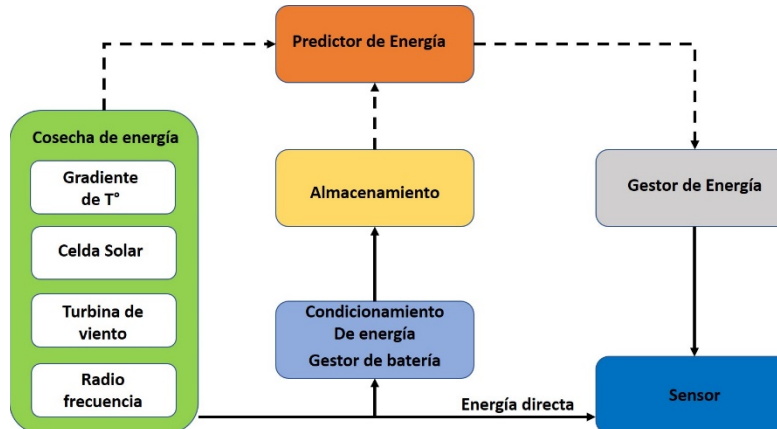 Predictor de Energía
Cosecha de energía
Gradiente
de T°
Celda Solar
Turbina de
viento
Radio
frecuencia
Almacenamiento
Condicionamiento
De energía
Gestor de batería
Energía directa
Gestor de Energía
Sensor